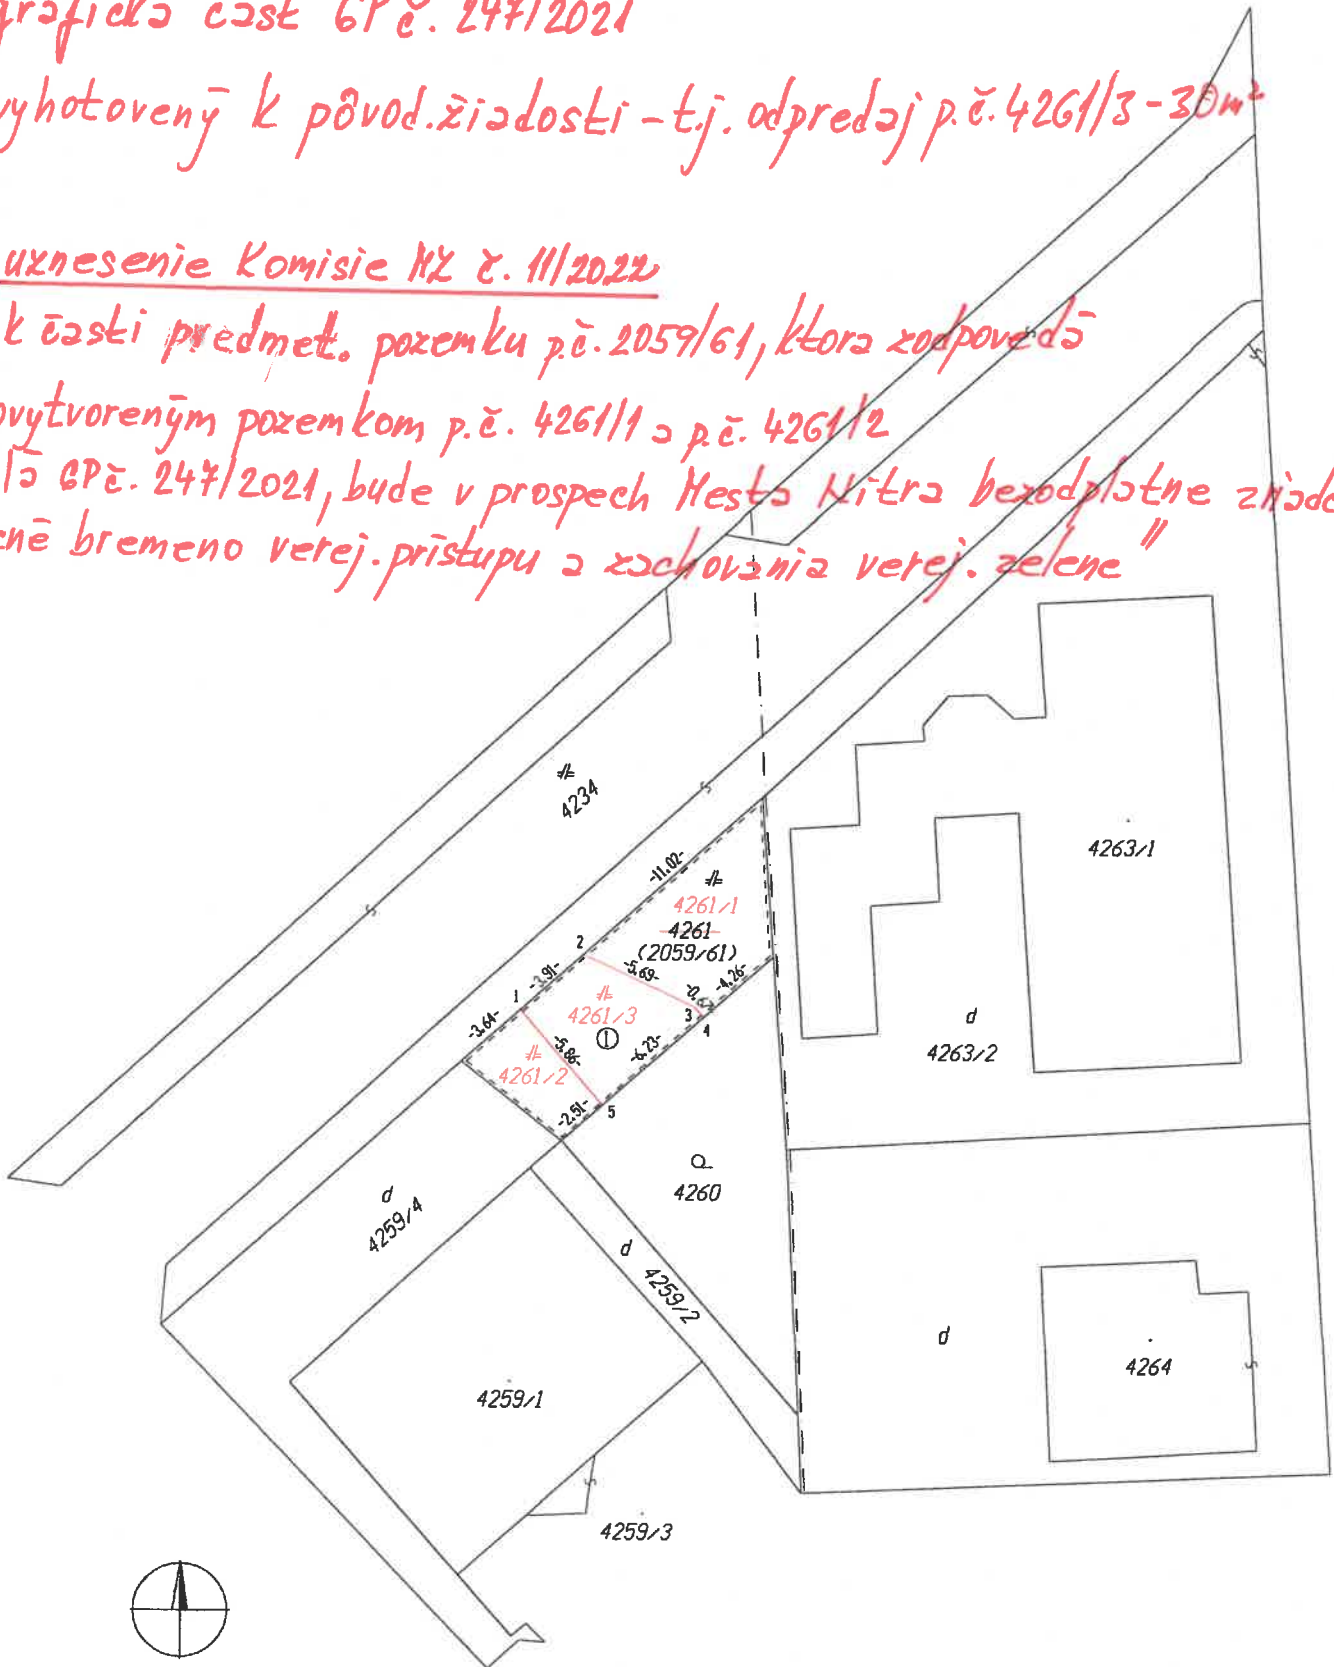 grafická časť GP č. 247/2021
vyhotovený k pôvod. žiadosti - t.j. odpredaj p.č. 4261/3 - 30m²
uznesenie Komisie MZ č. 11/2022
k časti predmet. pozemku p.č. 2059/61, ktorá zodpovedá
ovytvoreným pozemkom p.č. 4261/1 a p.č. 4261/2
ľa GP č. 247/2021, bude v prospech Mesta Nitra bezodplatne zriade
cné bremeno verej. prístupu a zachovania verej. zelene"
4234
-11.02-
4261/1
4261
(2059/61)
2
-3.91-
-5.69-
-4.26-
1
-3.64-
4261/3
3
4
-5.86-
-6.23-
4261/2
-2.51-
5
4263/1
d
4263/2
4260
d
4259/4
d
4259/2
d
4264
4259/1
4259/3